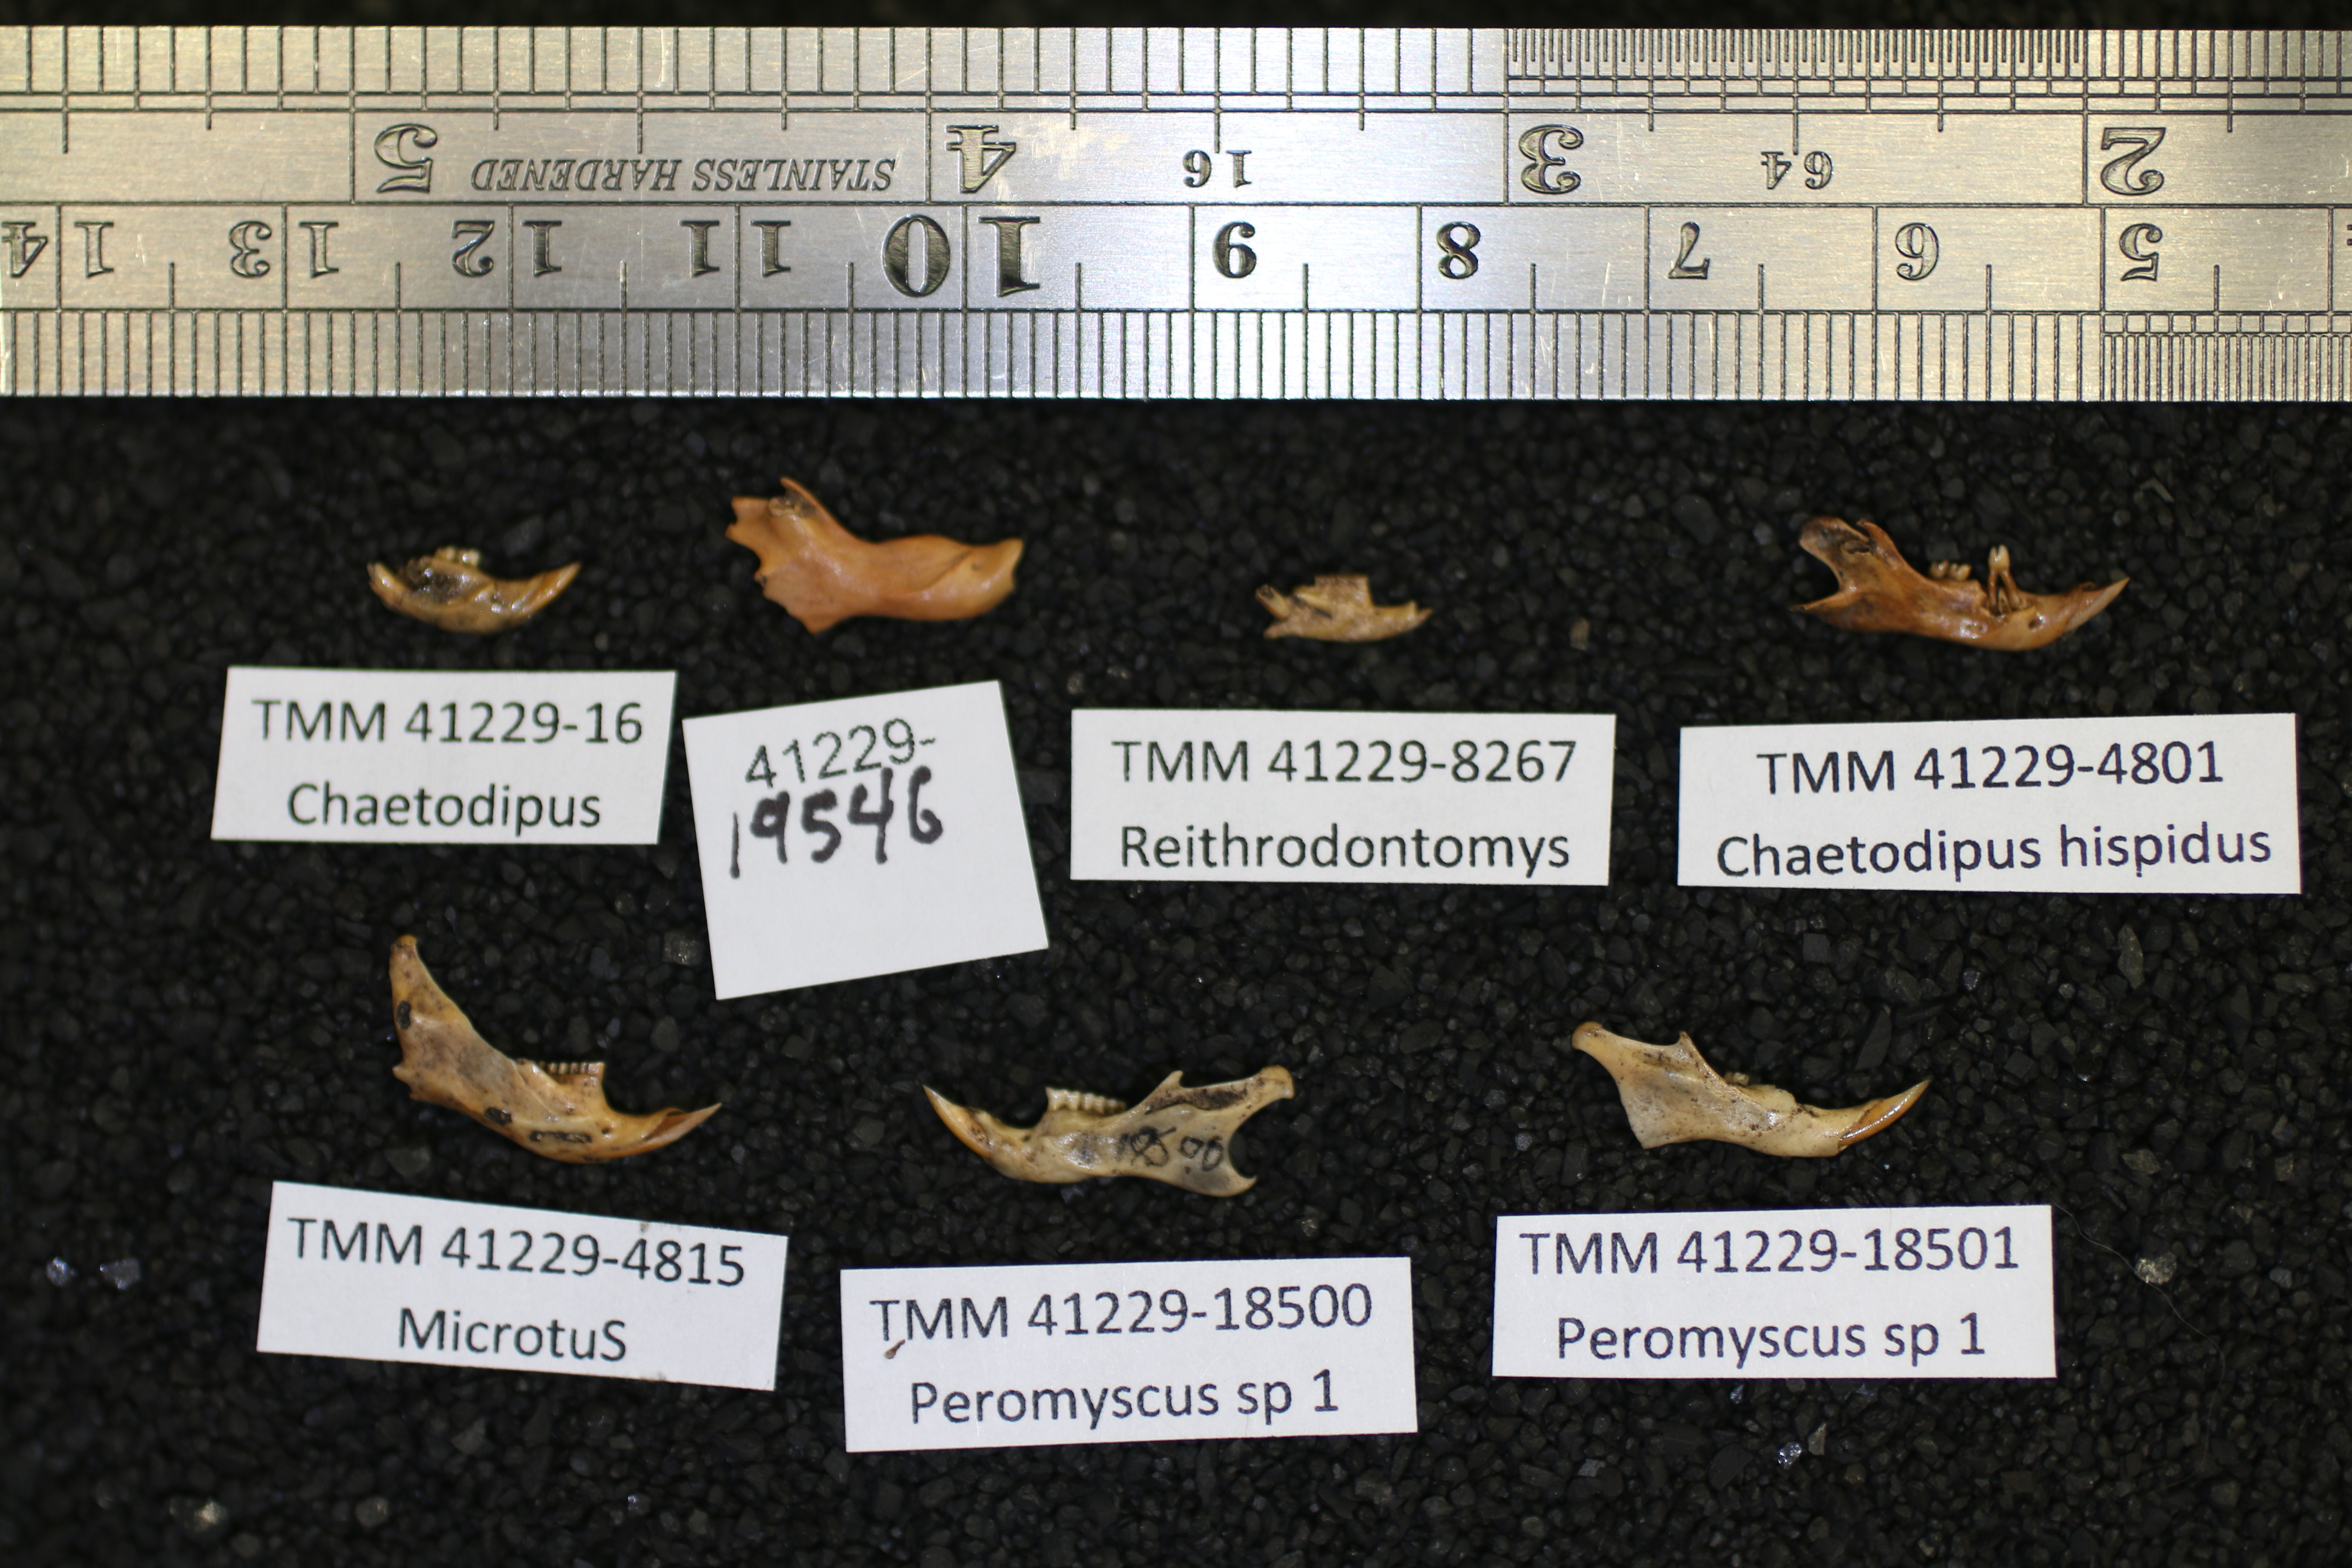 5 STAINLESS HARDENED 4 16 3 64 2
14 13 12 11 10 9 8 7 6 5
TMM 41229-16
Chaetodipus
41229-
19546
TMM 41229-8267
Reithrodontomys
TMM 41229-4801
Chaetodipus hispidus
18500
TMM 41229-4815
MicrotuS
TMM 41229-18500
Peromyscus sp 1
TMM 41229-18501
Peromyscus sp 1